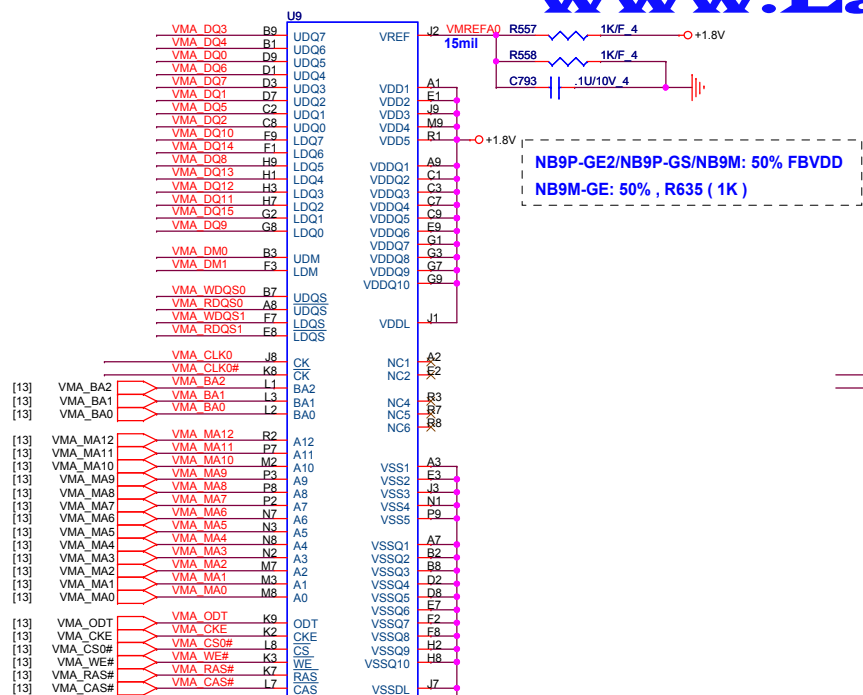 www.La
U9
VMA_DQ3 B9 UDQ7
VMA_DQ4 B1 UDQ6
VMA_DQ0 D9 UDQ5
VMA_DQ6 D1 UDQ4
VMA_DQ7 D3 UDQ3
VMA_DQ1 D7 UDQ2
VMA_DQ5 C2 UDQ1
VMA_DQ2 C8 UDQ0
VMA_DQ10 F9 LDQ7
VMA_DQ14 F1 LDQ6
VMA_DQ8 H9 LDQ5
VMA_DQ13 H1 LDQ4
VMA_DQ12 H3 LDQ3
VMA_DQ11 H7 LDQ2
VMA_DQ15 G2 LDQ1
VMA_DQ9 G8 LDQ0
VMA_DM0 B3 UDM
VMA_DM1 F3 LDM
VMA_WDQS0 B7 UDQS
VMA_RDQS0 A8 UDQS
VMA_WDQS1 F7 LDQS
VMA_RDQS1 E8 LDQS
VMA_CLK0 J8 CK
VMA_CLK0# K8 CK
[13] VMA_BA2 VMA_BA2 L1 BA2
[13] VMA_BA1 VMA_BA1 L3 BA1
[13] VMA_BA0 VMA_BA0 L2 BA0
[13] VMA_MA12 VMA_MA12 R2 A12
[13] VMA_MA11 VMA_MA11 P7 A11
[13] VMA_MA10 VMA_MA10 M2 A10
[13] VMA_MA9 VMA_MA9 P3 A9
[13] VMA_MA8 VMA_MA8 P8 A8
[13] VMA_MA7 VMA_MA7 P2 A7
[13] VMA_MA6 VMA_MA6 N7 A6
[13] VMA_MA5 VMA_MA5 N3 A5
[13] VMA_MA4 VMA_MA4 N8 A4
[13] VMA_MA3 VMA_MA3 N2 A3
[13] VMA_MA2 VMA_MA2 M7 A2
[13] VMA_MA1 VMA_MA1 M3 A1
[13] VMA_MA0 VMA_MA0 M8 A0
[13] VMA_ODT VMA_ODT K9 ODT
[13] VMA_CKE VMA_CKE K2 CKE
[13] VMA_CS0# VMA_CS0# L8 CS
[13] VMA_WE# VMA_WE# K3 WE
[13] VMA_RAS# VMA_RAS# K7 RAS
[13] VMA_CAS# VMA_CAS# L7 CAS
VREF J2 VMREFA0 R557 1K/F_4 +1.8V
15mil
R558 1K/F_4
C793 .1U/10V_4
VDD1 A1
VDD2 E1
VDD3 J9
VDD4 M9
VDD5 R1 +1.8V
VDDQ1 A9
VDDQ2 C1
VDDQ3 C3
VDDQ4 C7
VDDQ5 C9
VDDQ6 E9
VDDQ7 G1
VDDQ8 G3
VDDQ9 G7
VDDQ10 G9
VDDL J1
NC1 A2
NC2 E2
NC4 R3
NC5 R7
NC6 R8
VSS1 A3
VSS2 E3
VSS3 J3
VSS4 N1
VSS5 P9
VSSQ1 A7
VSSQ2 B2
VSSQ3 B8
VSSQ4 D2
VSSQ5 D8
VSSQ6 E7
VSSQ7 F2
VSSQ8 F8
VSSQ9 H2
VSSQ10 H8
VSSDL J7
NB9P-GE2/NB9P-GS/NB9M: 50% FBVDD
NB9M-GE: 50% , R635 ( 1K )